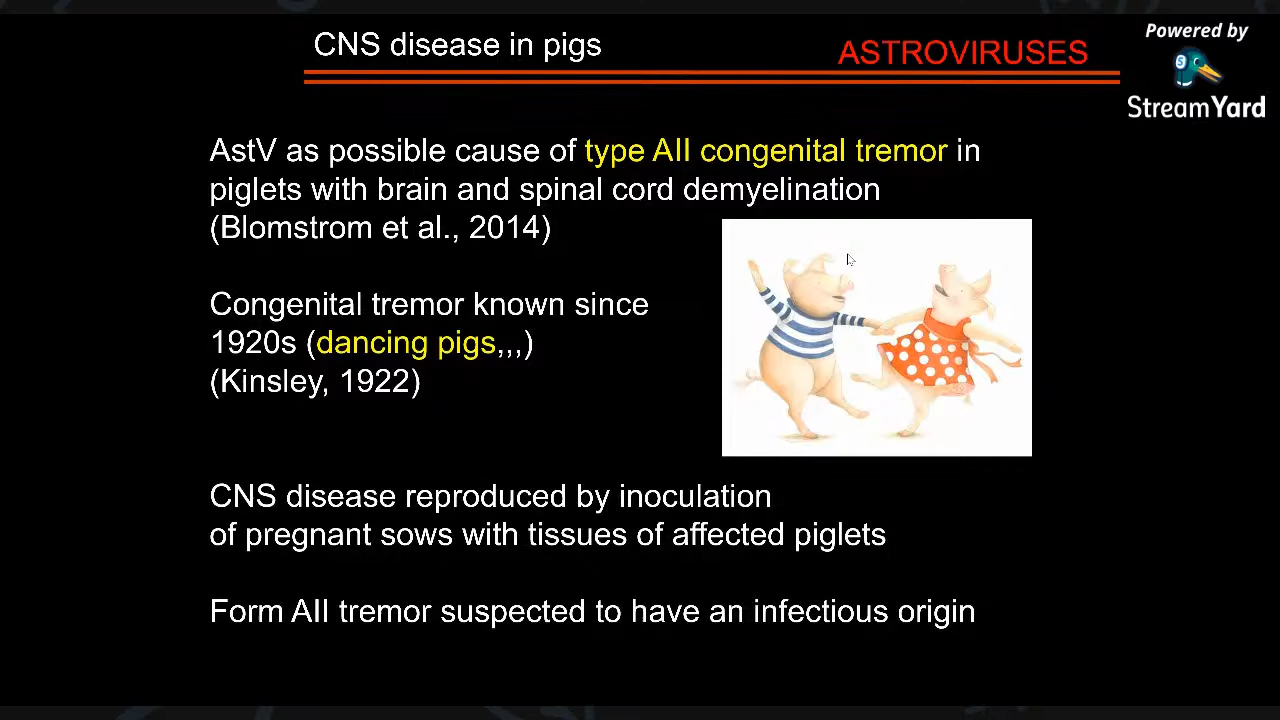 CNS disease in pigs
ASTROVIRUSES
Powered by
StreamYard
AstV as possible cause of type AII congenital tremor in
piglets with brain and spinal cord demyelination
(Blomstrom et al., 2014)
Congenital tremor known since
1920s (dancing pigs,,,)
(Kinsley, 1922)
CNS disease reproduced by inoculation
of pregnant sows with tissues of affected piglets
Form AII tremor suspected to have an infectious origin